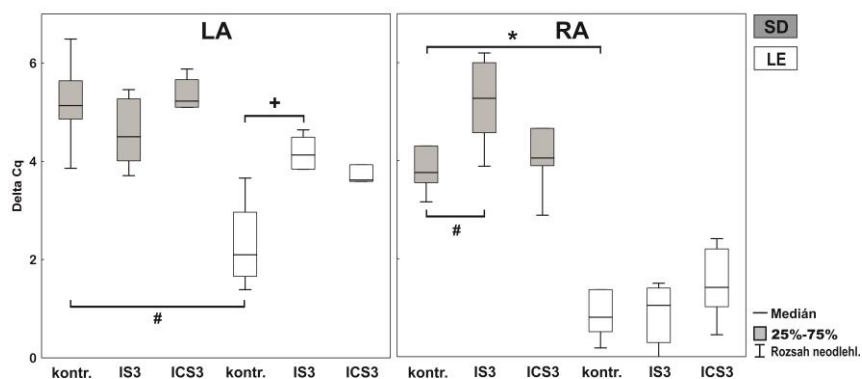 LA
RA
SD
LE
Delta Cq
6
4
2
0
+
#
*
#
kontr. IS3 ICS3 kontr. IS3 ICS3
kontr. IS3 ICS3 kontr. IS3 ICS3
Medián
25%-75%
Rozsah neodlehl.